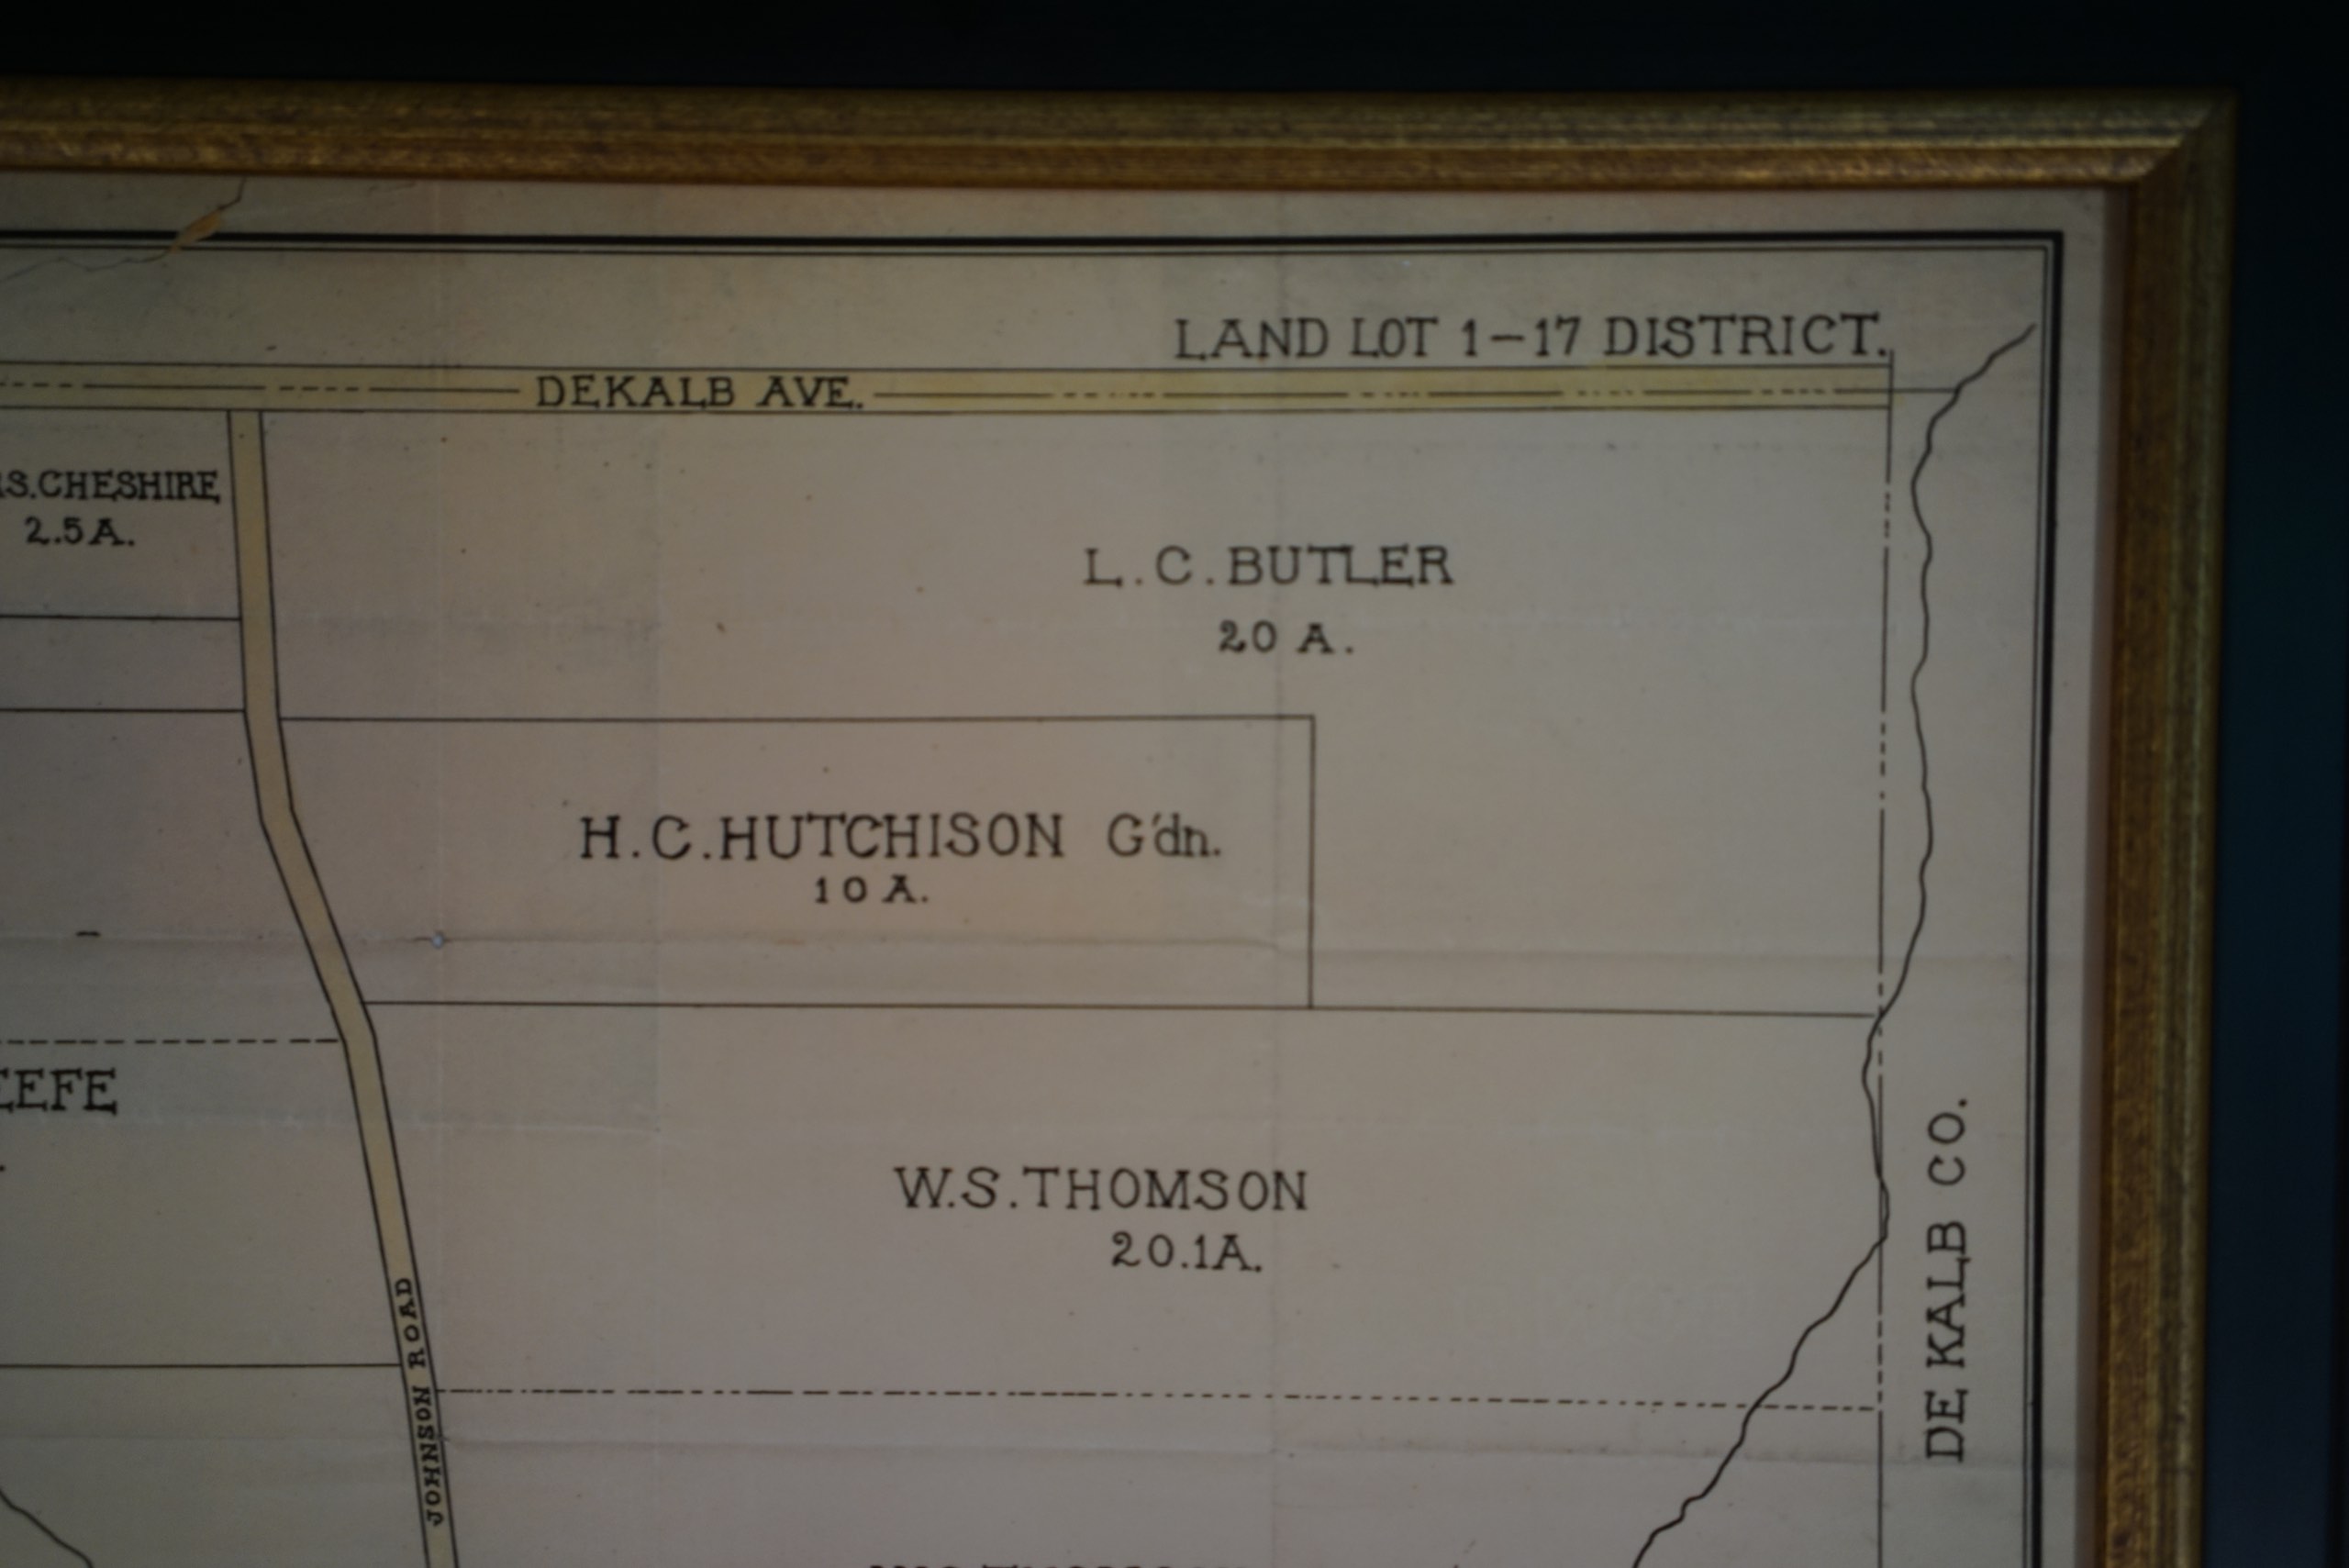 LAND LOT 1-17 DISTRICT.
DEKALB AVE.
S.CHESHIRE
2.5A.
L.C.BUTLER
20 A.
H.C.HUTCHISON G'dn.
10 A.
EEFE
W.S.THOMSON
20.1A.
JOHNSON ROAD
DE KALB CO.